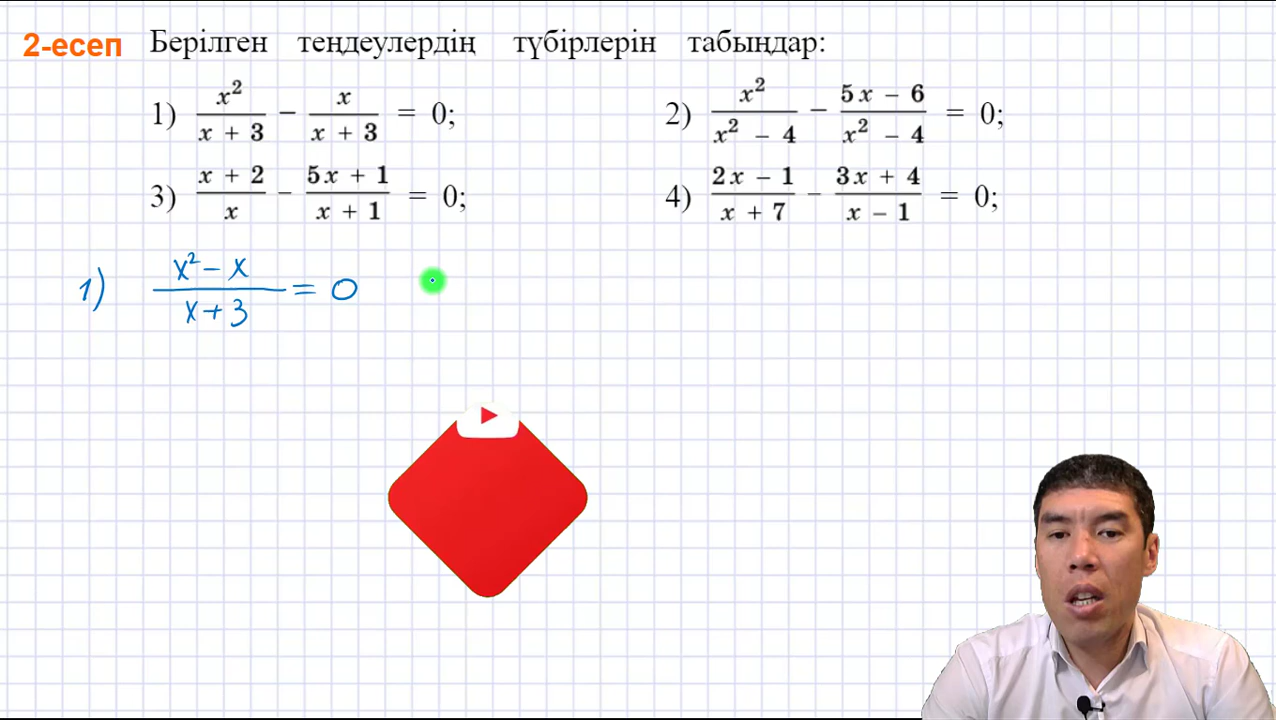 2-есеп Берілген теңдеулердің түбірлерін табыңдар:
1) x²/(x + 3) − x/(x + 3) = 0; 2) x²/(x² − 4) − (5x − 6)/(x² − 4) = 0;
3) (x + 2)/x − (5x + 1)/(x + 1) = 0; 4) (2x − 1)/(x + 7) − (3x + 4)/(x − 1) = 0;
1) (x² − x)/(x + 3) = 0